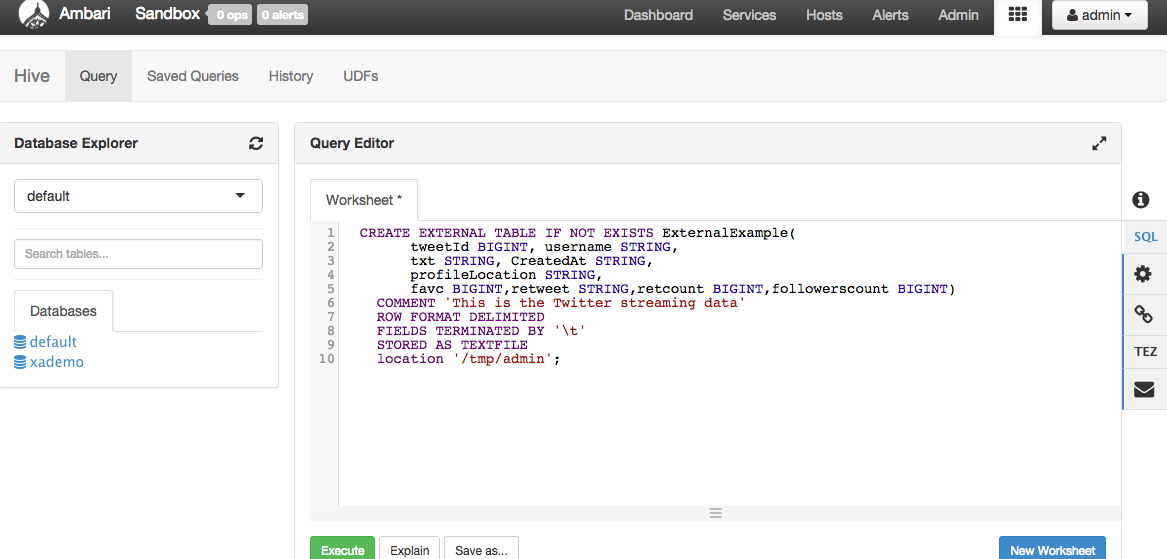 Ambari Sandbox 0 ops 0 alerts Dashboard Services Hosts Alerts Admin admin
Hive Query Saved Queries History UDFs
Database Explorer
default
Search tables...
Databases
default
xademo
Query Editor
Worksheet *
1 CREATE EXTERNAL TABLE IF NOT EXISTS ExternalExample(
2 tweetId BIGINT, username STRING,
3 txt STRING, CreatedAt STRING,
4 profileLocation STRING,
5 favc BIGINT,retweet STRING,retcount BIGINT,followerscount BIGINT)
6 COMMENT 'This is the Twitter streaming data'
7 ROW FORMAT DELIMITED
8 FIELDS TERMINATED BY '\t'
9 STORED AS TEXTFILE
10 location '/tmp/admin';
Execute Explain Save as... New Worksheet
SQL
TEZ